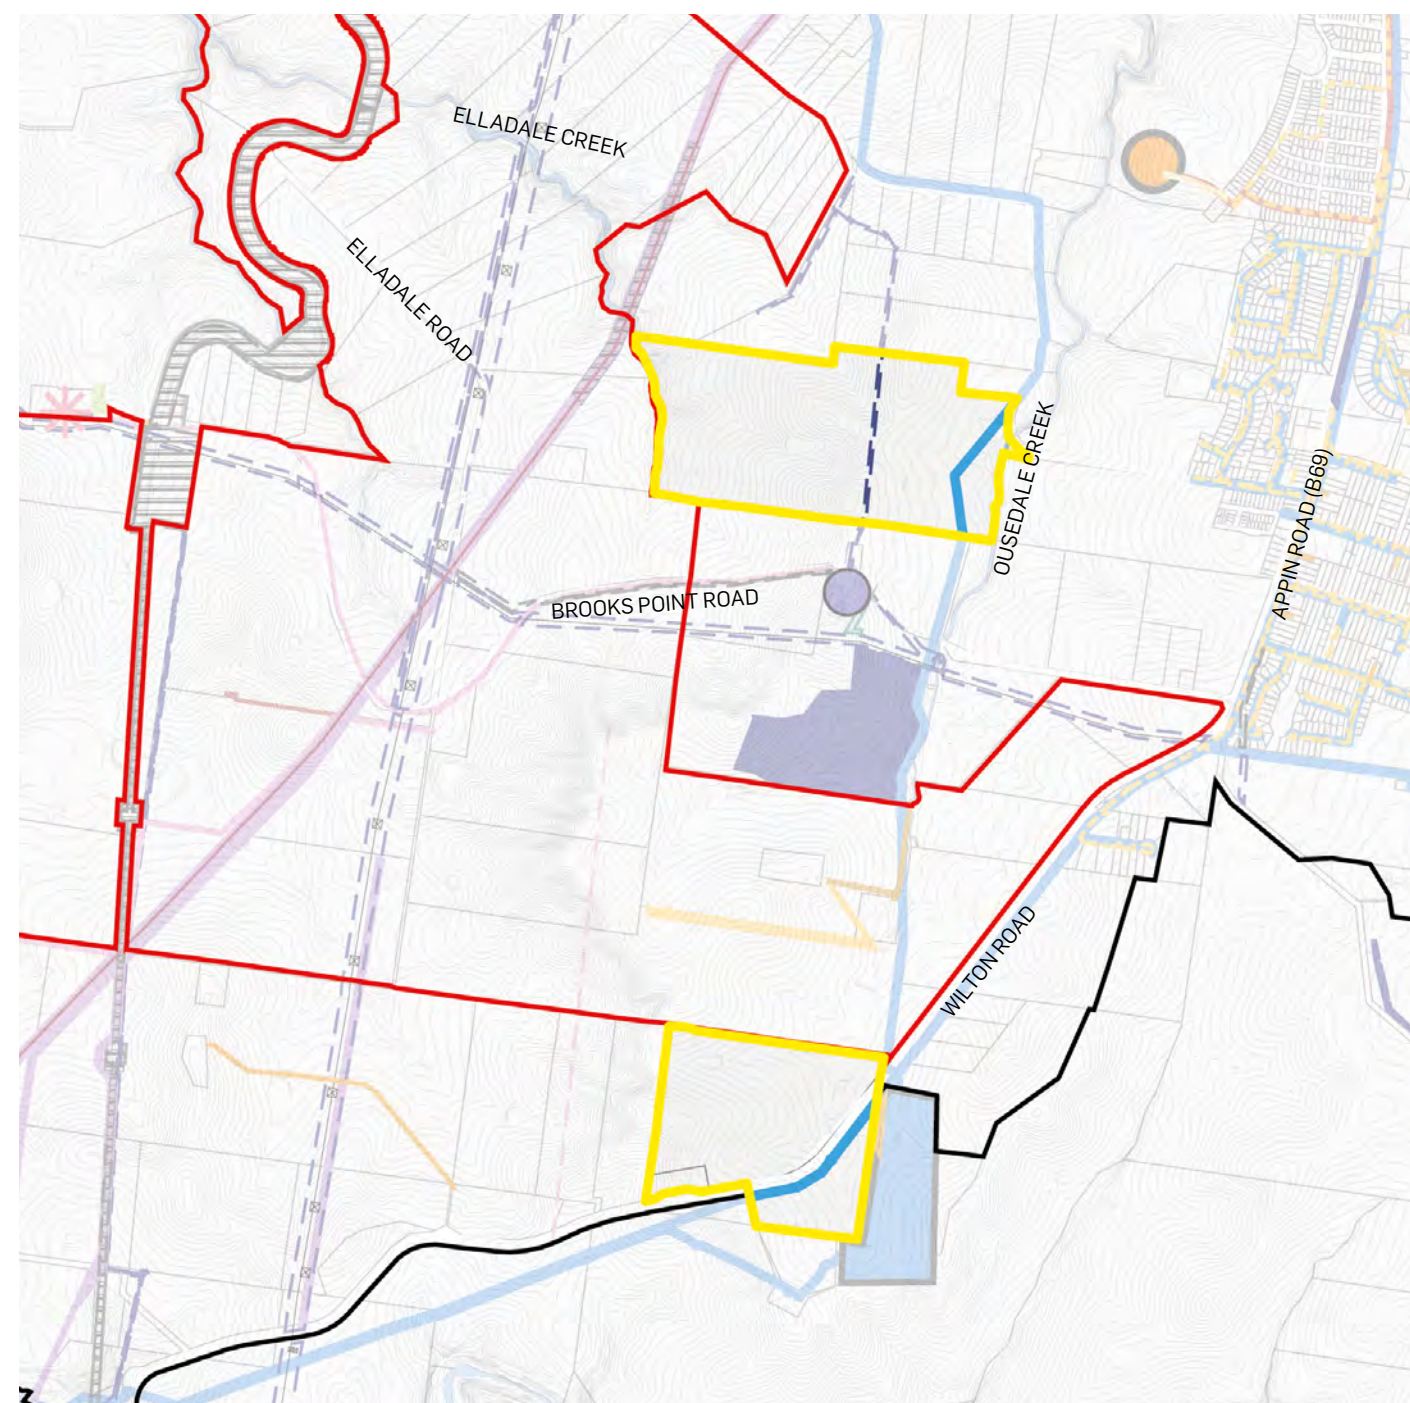 ELLADALE CREEK
ELLADALE ROAD
OUSEDALE CREEK
APPIN ROAD (B69)
BROOKS POINT ROAD
WILTON ROAD